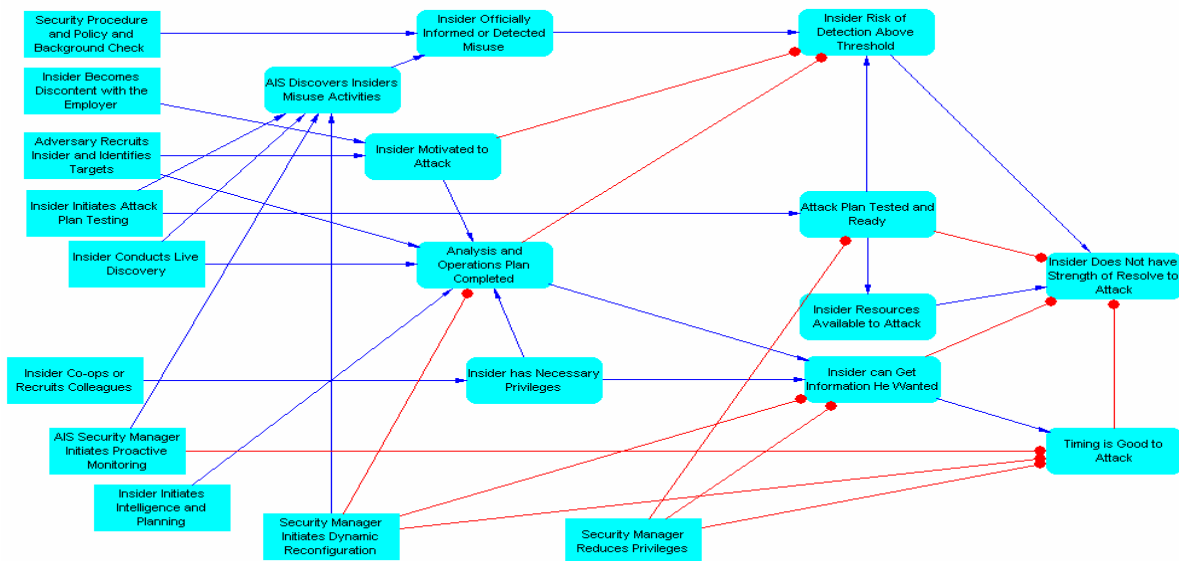 Security Procedure
and Policy and
Background Check
Insider Officially
Informed or Detected
Misuse
Insider Risk of
Detection Above
Threshold
Insider Becomes
Discontent with the
Employer
AIS Discovers Insiders
Misuse Activities
Adversary Recruits
Insider and Identifies
Targets
Insider Motivated to
Attack
Insider Initiates Attack
Plan Testing
Attack Plan Tested and
Ready
Insider Conducts Live
Discovery
Analysis and
Operations Plan
Completed
Insider Does Not have
Strength of Resolve to
Attack
Insider Resources
Available to Attack
Insider Co-ops or
Recruits Colleagues
Insider has Necessary
Privileges
Insider can Get
Information He Wanted
AIS Security Manager
Initiates Proactive
Monitoring
Timing is Good to
Attack
Insider Initiates
Intelligence and
Planning
Security Manager
Initiates Dynamic
Reconfiguration
Security Manager
Reduces Privileges